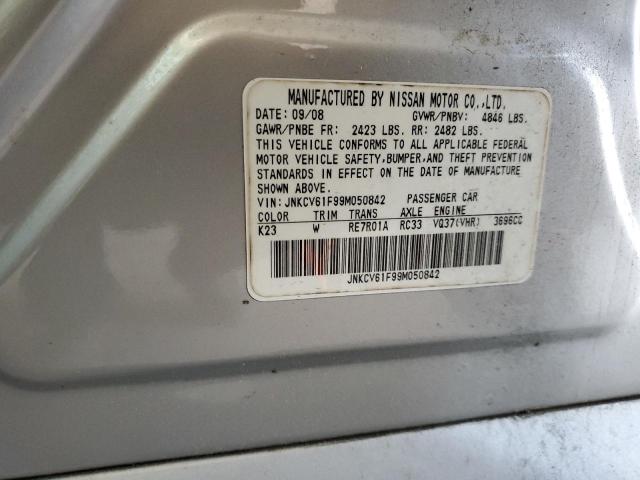 MANUFACTURED BY NISSAN MOTOR CO.,LTD.
DATE: 09/08 GVWR/PNBV: 4846 LBS.
GAWR/PNBE FR: 2423 LBS. RR: 2482 LBS.
THIS VEHICLE CONFORMS TO ALL APPLICABLE FEDERAL
MOTOR VEHICLE SAFETY,BUMPER,AND THEFT PREVENTION
STANDARDS IN EFFECT ON THE DATE OF MANUFACTURE
SHOWN ABOVE.
VIN:JNKCV61F99M050842 PASSENGER CAR
COLOR TRIM TRANS AXLE ENGINE
K23 W RE7R01A RC33 VQ37(VHR) 3696CC
JNKCV61F99M050842